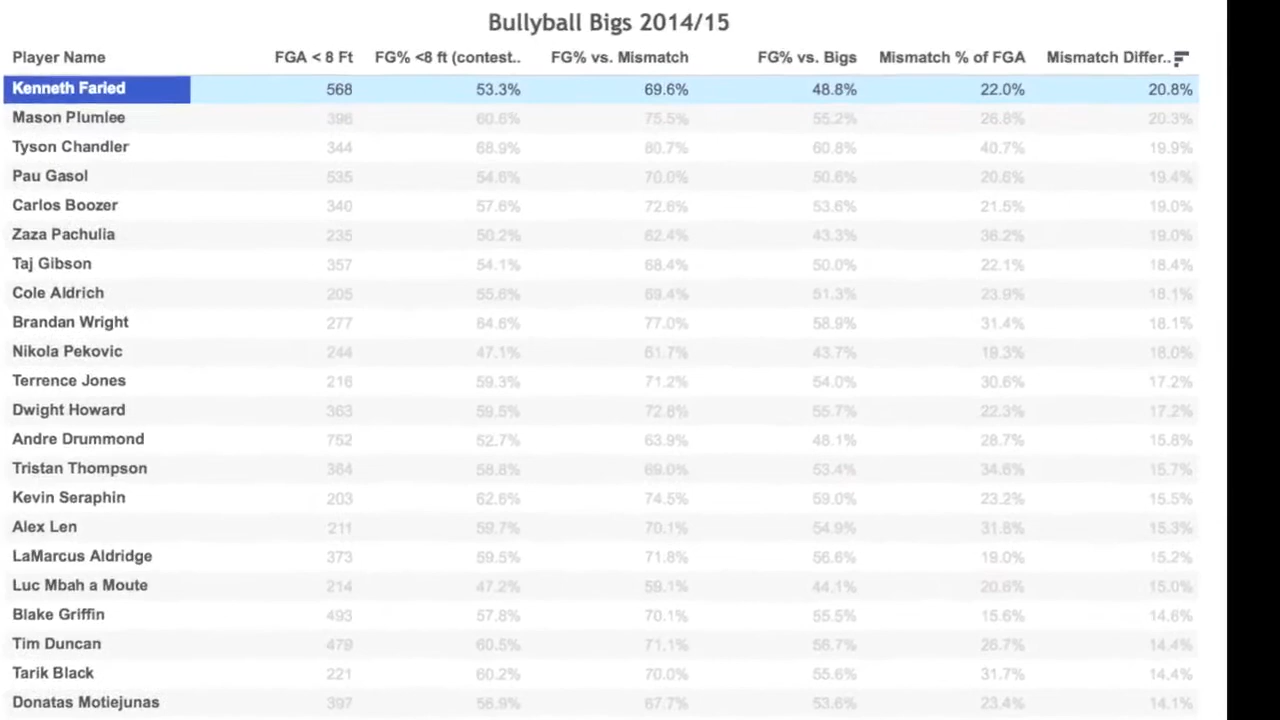 Bullyball Bigs 2014/15
Player Name FGA < 8 Ft FG% <8 ft (contest.. FG% vs. Mismatch FG% vs. Bigs Mismatch % of FGA Mismatch Differ..
Kenneth Faried 568 53.3% 69.6% 48.8% 22.0% 20.8%
Mason Plumlee 396 60.6% 75.5% 55.2% 26.8% 20.3%
Tyson Chandler 344 68.9% 80.7% 60.8% 40.7% 19.9%
Pau Gasol 535 54.6% 70.0% 50.6% 20.6% 19.4%
Carlos Boozer 340 57.6% 72.6% 53.6% 21.5% 19.0%
Zaza Pachulia 235 50.2% 62.4% 43.3% 36.2% 19.0%
Taj Gibson 357 54.1% 68.4% 50.0% 22.1% 18.4%
Cole Aldrich 205 55.6% 69.4% 51.3% 23.9% 18.1%
Brandan Wright 277 64.6% 77.0% 58.9% 31.4% 18.1%
Nikola Pekovic 244 47.1% 61.7% 43.7% 19.3% 18.0%
Terrence Jones 216 59.3% 71.2% 54.0% 30.6% 17.2%
Dwight Howard 363 59.5% 72.8% 55.7% 22.3% 17.2%
Andre Drummond 752 52.7% 63.9% 48.1% 28.7% 15.8%
Tristan Thompson 384 58.8% 69.0% 53.4% 34.6% 15.7%
Kevin Seraphin 203 62.6% 74.5% 59.0% 23.2% 15.5%
Alex Len 211 59.7% 70.1% 54.9% 31.8% 15.3%
LaMarcus Aldridge 373 59.5% 71.8% 56.6% 19.0% 15.2%
Luc Mbah a Moute 214 47.2% 59.1% 44.1% 20.6% 15.0%
Blake Griffin 493 57.8% 70.1% 55.5% 15.6% 14.6%
Tim Duncan 479 60.5% 71.1% 56.7% 26.7% 14.4%
Tarik Black 221 60.2% 70.0% 55.6% 31.7% 14.4%
Donatas Motiejunas 397 56.9% 67.7% 53.6% 23.4% 14.1%